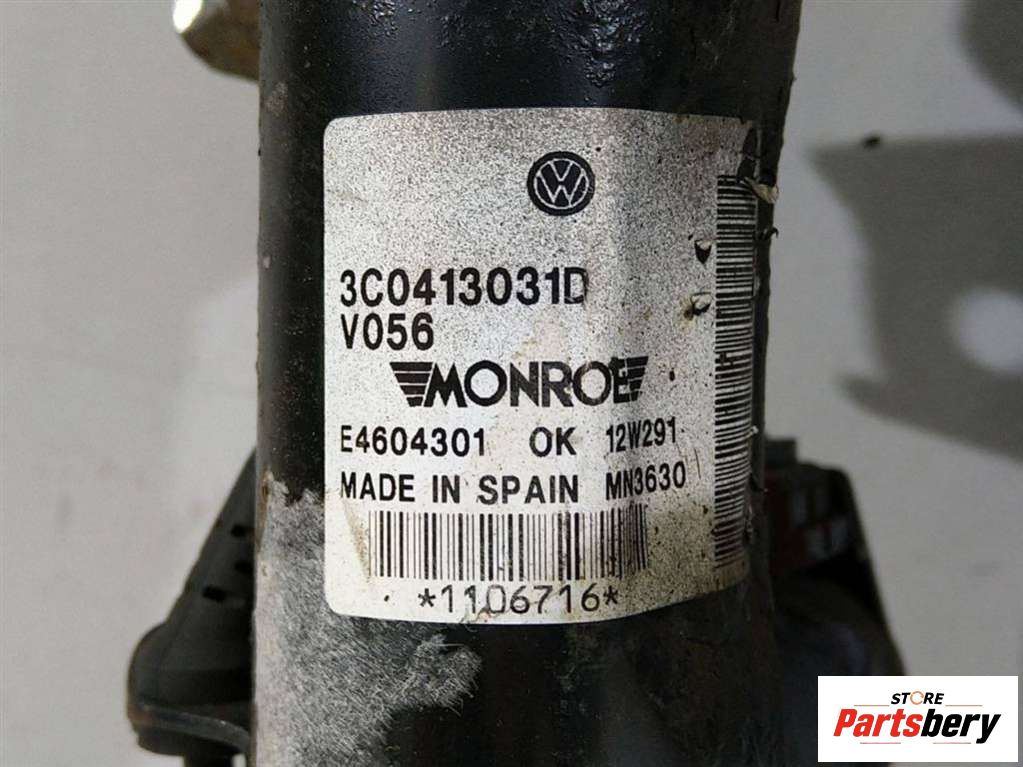 3C0413031D
V056
MONROE
E4604301 OK 12W291
MADE IN SPAIN MN3630
*1106716*
STORE
Partsbery